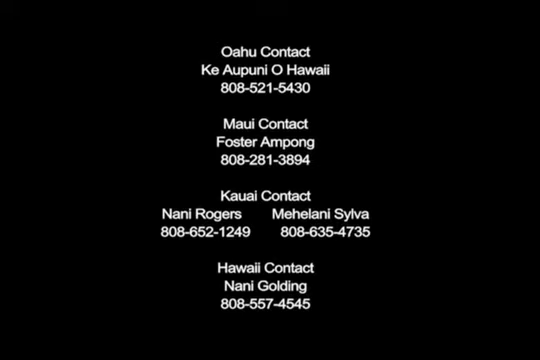 Oahu Contact
Ke Aupuni O Hawaii
808-521-5430
Maui Contact
Foster Ampong
808-281-3894
Kauai Contact
Nani Rogers Mehelani Sylva
808-652-1249 808-635-4735
Hawaii Contact
Nani Golding
808-557-4545